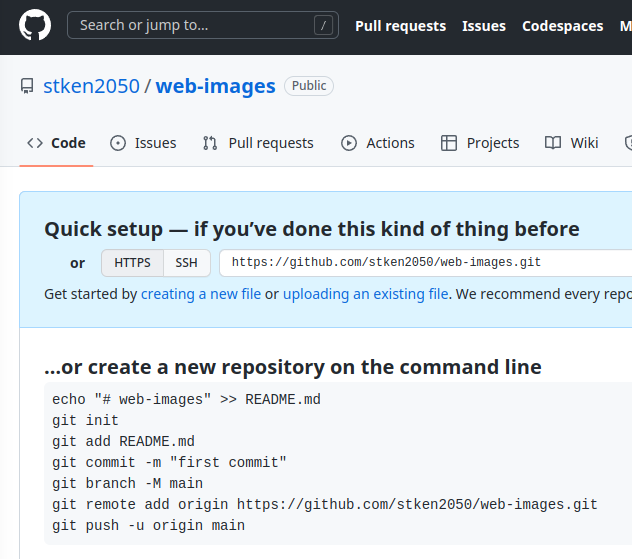 Search or jump to... / Pull requests Issues Codespaces M
stken2050 / web-images Public
<> Code Issues Pull requests Actions Projects Wiki
Quick setup — if you’ve done this kind of thing before
or HTTPS SSH https://github.com/stken2050/web-images.git
Get started by creating a new file or uploading an existing file. We recommend every repo
...or create a new repository on the command line
echo "# web-images" >> README.md
git init
git add README.md
git commit -m "first commit"
git branch -M main
git remote add origin https://github.com/stken2050/web-images.git
git push -u origin main